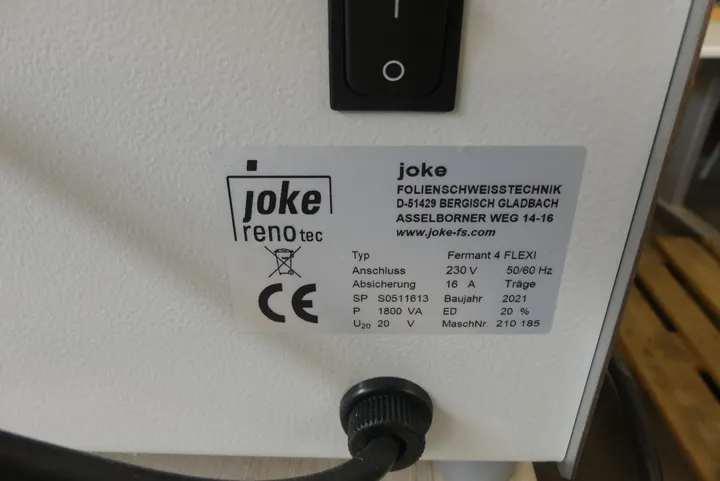 joke
reno tec
CE
joke
FOLIENSCHWEISSTECHNIK
D-51429 BERGISCH GLADBACH
ASSELBORNER WEG 14-16
www.joke-fs.com
Typ Fermant 4 FLEXI
Anschluss 230 V 50/60 Hz
Absicherung 16 A Träge
SP S0511613 Baujahr 2021
P 1800 VA ED 20 %
U20 20 V MaschNr. 210 185